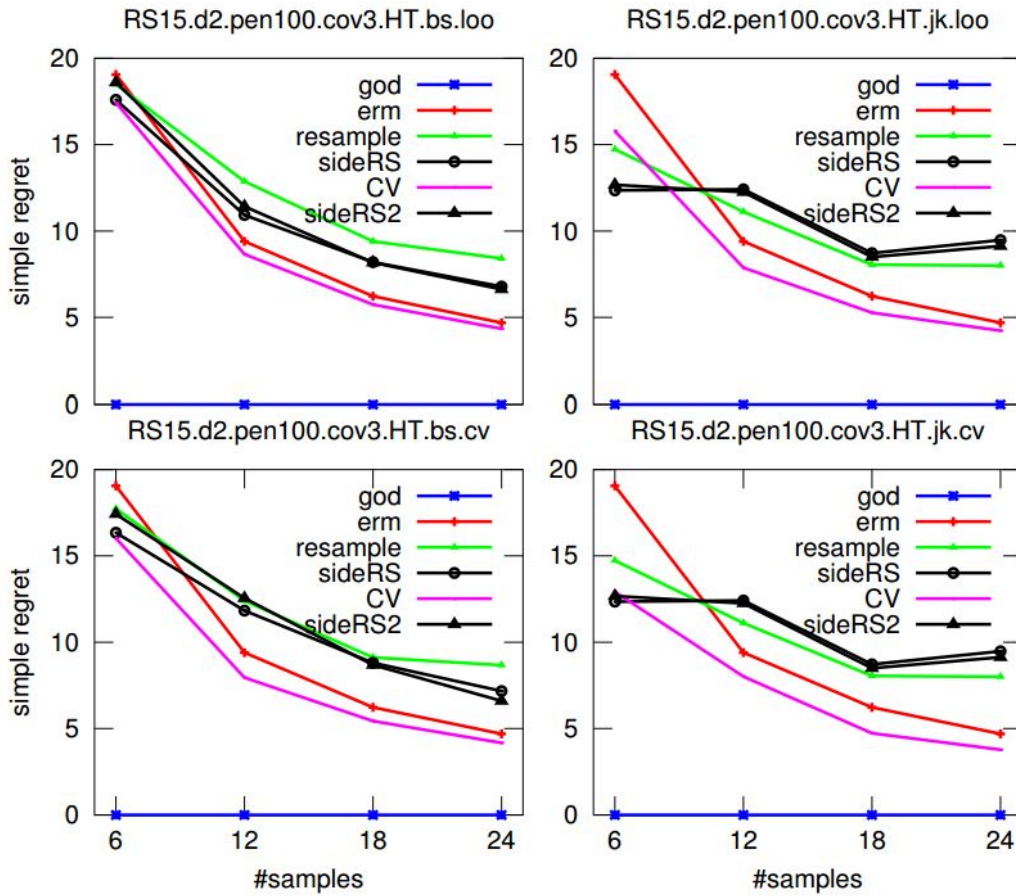 RS15.d2.pen100.cov3.HT.bs.loo
simple regret
20
15
10
5
0
god
erm
resample
sideRS
CV
sideRS2
RS15.d2.pen100.cov3.HT.jk.loo
20
15
10
5
0
god
erm
resample
sideRS
CV
sideRS2
RS15.d2.pen100.cov3.HT.bs.cv
simple regret
20
15
10
5
0
god
erm
resample
sideRS
CV
sideRS2
6 12 18 24
#samples
RS15.d2.pen100.cov3.HT.jk.cv
20
15
10
5
0
god
erm
resample
sideRS
CV
sideRS2
6 12 18 24
#samples